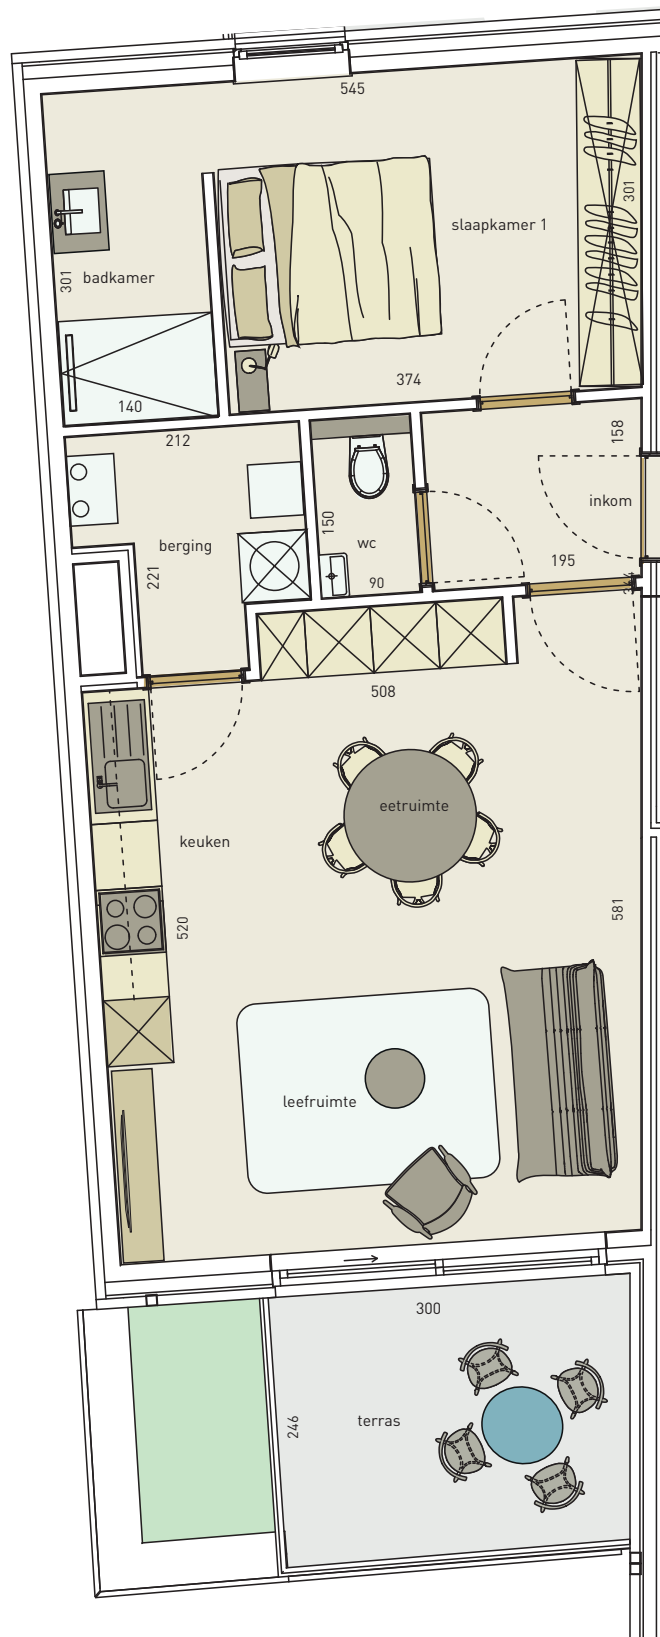 545
301
slaapkamer 1
301
badkamer
374
140
158
212
inkom
150
wc
berging
195
221
90
508
eetruimte
keuken
581
520
leefruimte
300
246
terras